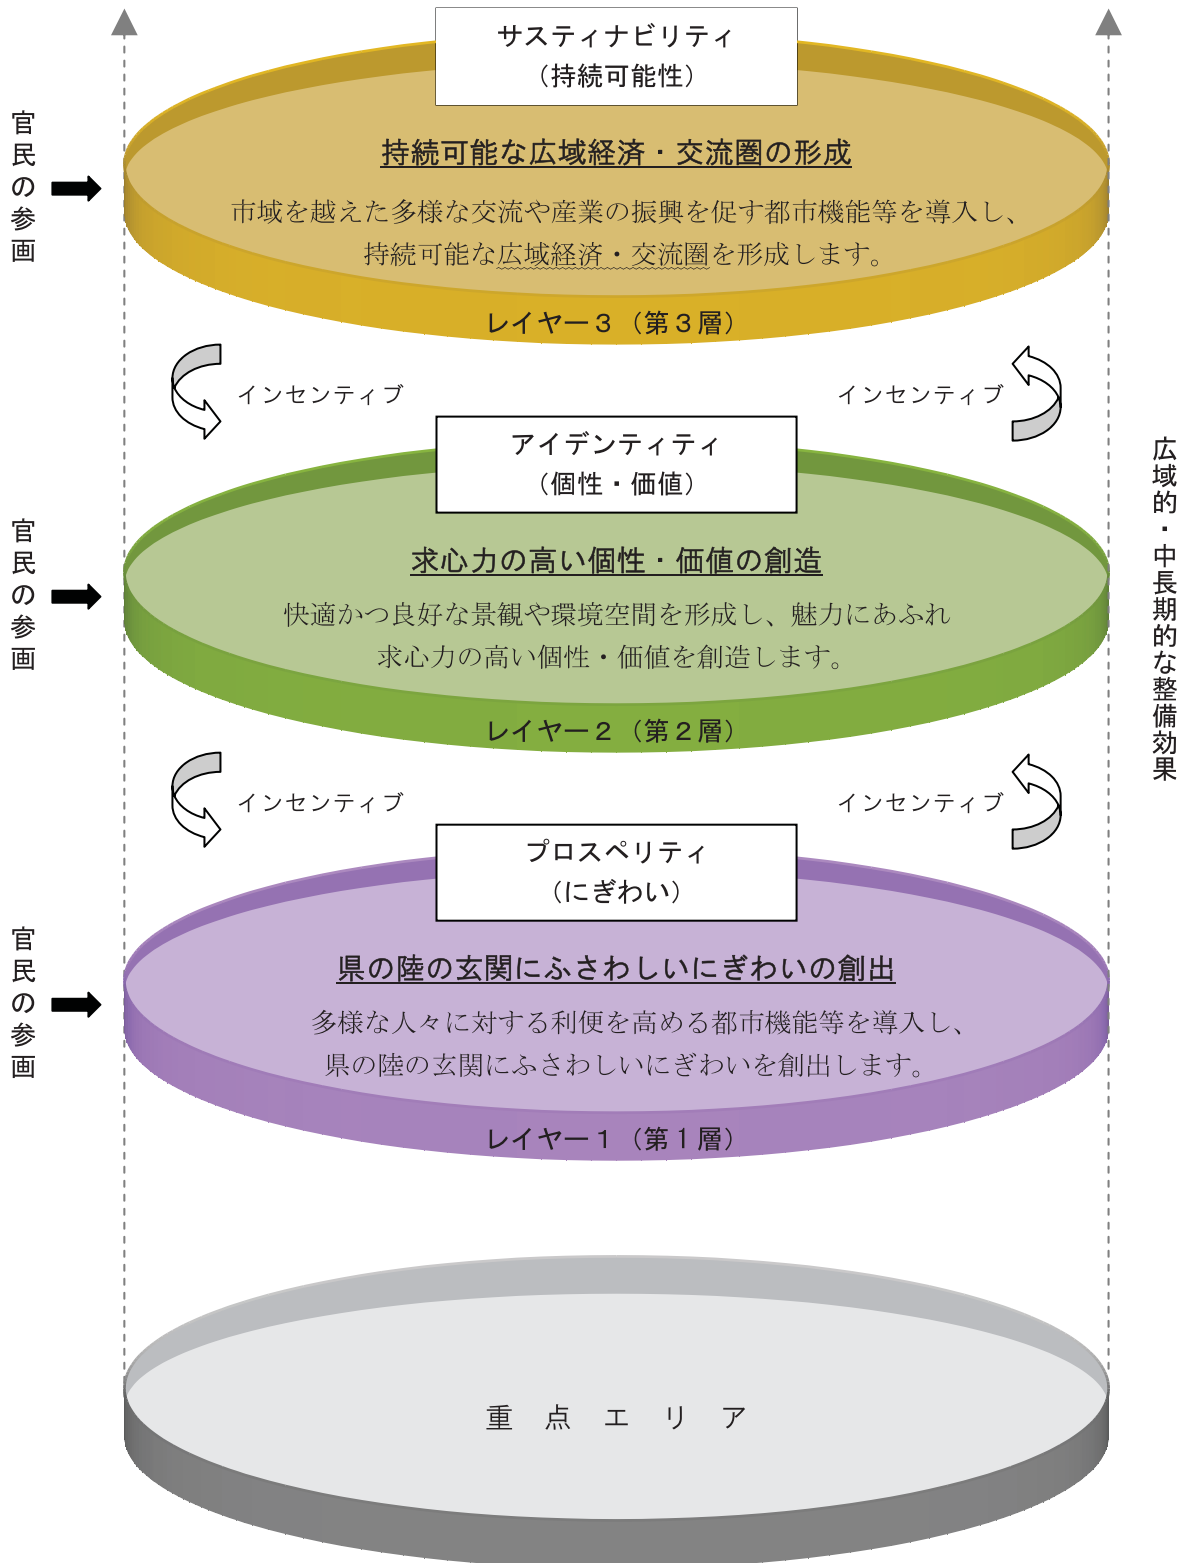 サスティナビリティ
（持続可能性）
官民の参画
持続可能な広域経済・交流圏の形成
市域を越えた多様な交流や産業の振興を促す都市機能等を導入し、
持続可能な広域経済・交流圏を形成します。
レイヤー３（第３層）
インセンティブ
インセンティブ
アイデンティティ
（個性・価値）
官民の参画
求心力の高い個性・価値の創造
快適かつ良好な景観や環境空間を形成し、魅力にあふれ
求心力の高い個性・価値を創造します。
レイヤー２（第２層）
広域的・中長期的な整備効果
インセンティブ
インセンティブ
プロスペリティ
（にぎわい）
官民の参画
県の陸の玄関にふさわしいにぎわいの創出
多様な人々に対する利便を高める都市機能等を導入し、
県の陸の玄関にふさわしいにぎわいを創出します。
レイヤー１（第１層）
重点エリア